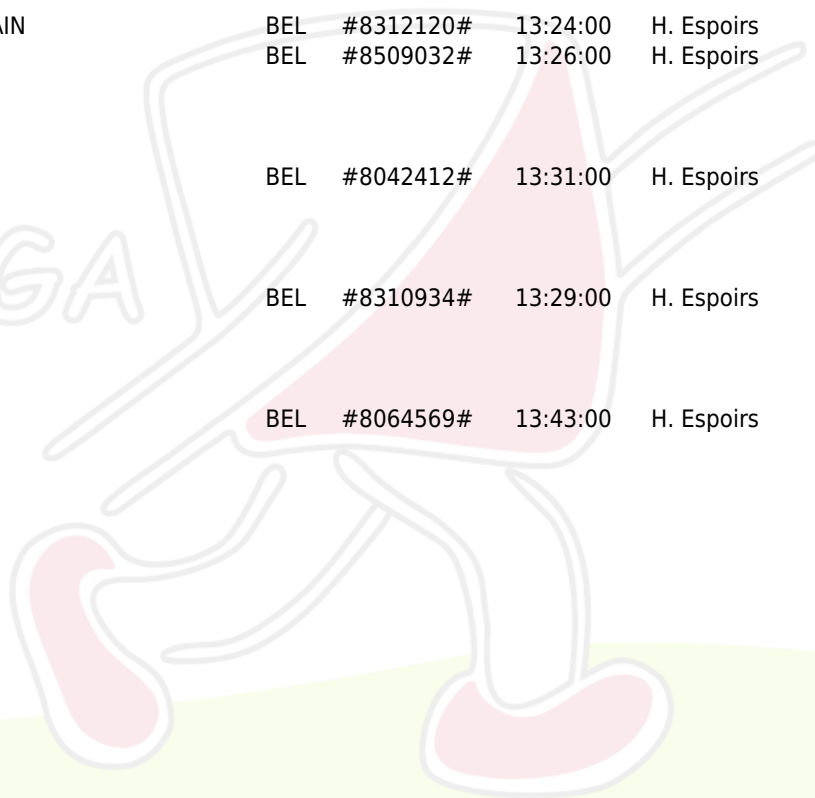 AIN BEL #8312120# 13:24:00 H. Espoirs
BEL #8509032# 13:26:00 H. Espoirs
BEL #8042412# 13:31:00 H. Espoirs
GA
BEL #8310934# 13:29:00 H. Espoirs
BEL #8064569# 13:43:00 H. Espoirs